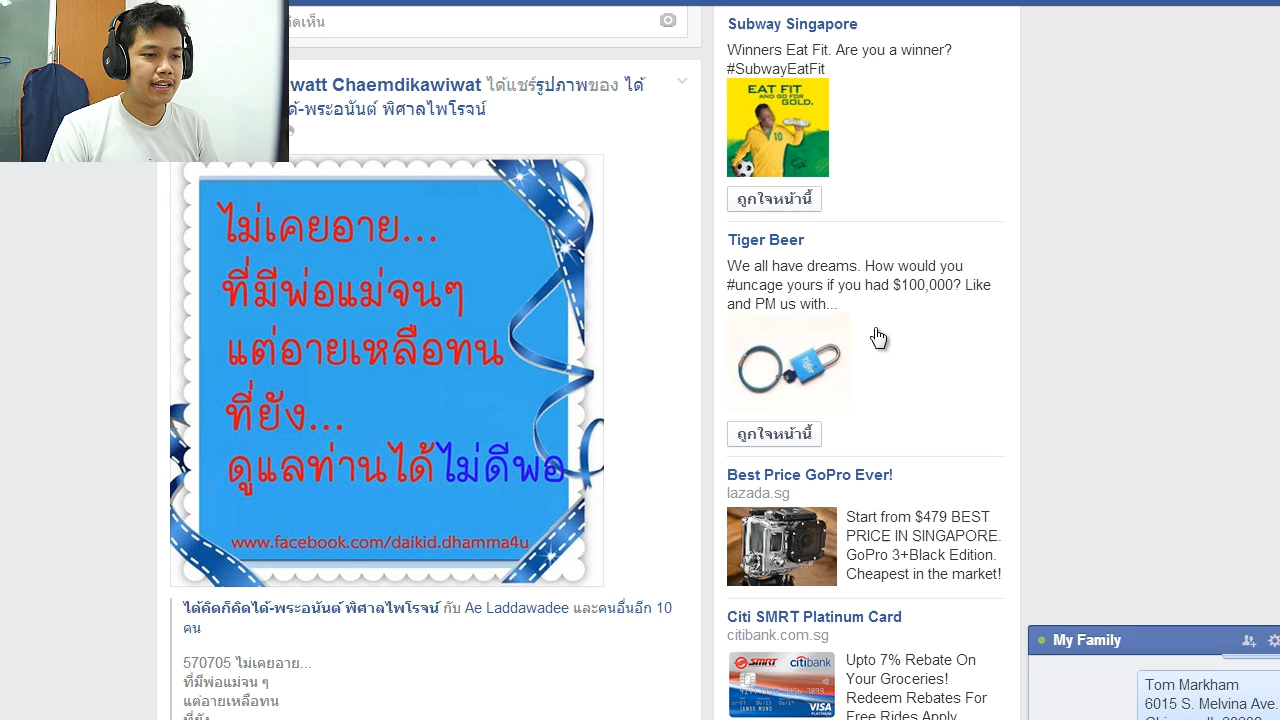 ดเห็น
watt Chaemdikawiwat ได้แชร์รูปภาพของ ได้
ด้-พระอนันต์ พิศาลไพโรจน์
ไม่เคยอาย...
ที่มีพ่อแม่จนๆ
แต่อายเหลือทน
ที่ยัง...
ดูแลท่านได้ไม่ดีพอ
www.facebook.com/daikid.dhamma4u
ได้คิดก็คิดได้-พระอนันต์ พิศาลไพโรจน์ กับ Ae Laddawadee และคนอื่นอีก 10
คน
570705 ไม่เคยอาย...
ที่มีพ่อแม่จน ๆ
แต่อายเหลือทน
ที่ยัง...
Subway Singapore
Winners Eat Fit. Are you a winner?
#SubwayEatFit
EAT FIT
AND GO FOR
GOLD.
10
ถูกใจหน้านี้
Tiger Beer
We all have dreams. How would you
#uncage yours if you had $100,000? Like
and PM us with...
Tiger
ถูกใจหน้านี้
Best Price GoPro Ever!
lazada.sg
Start from $479 BEST
PRICE IN SINGAPORE.
GoPro 3+Black Edition.
Cheapest in the market!
Citi SMRT Platinum Card
citibank.com.sg
SMRT citibank
VISA
Upto 7% Rebate On
Your Groceries!
Redeem Rebates For
Free Rides Apply
My Family
Tom Markham
6015 S. Melvina Ave.